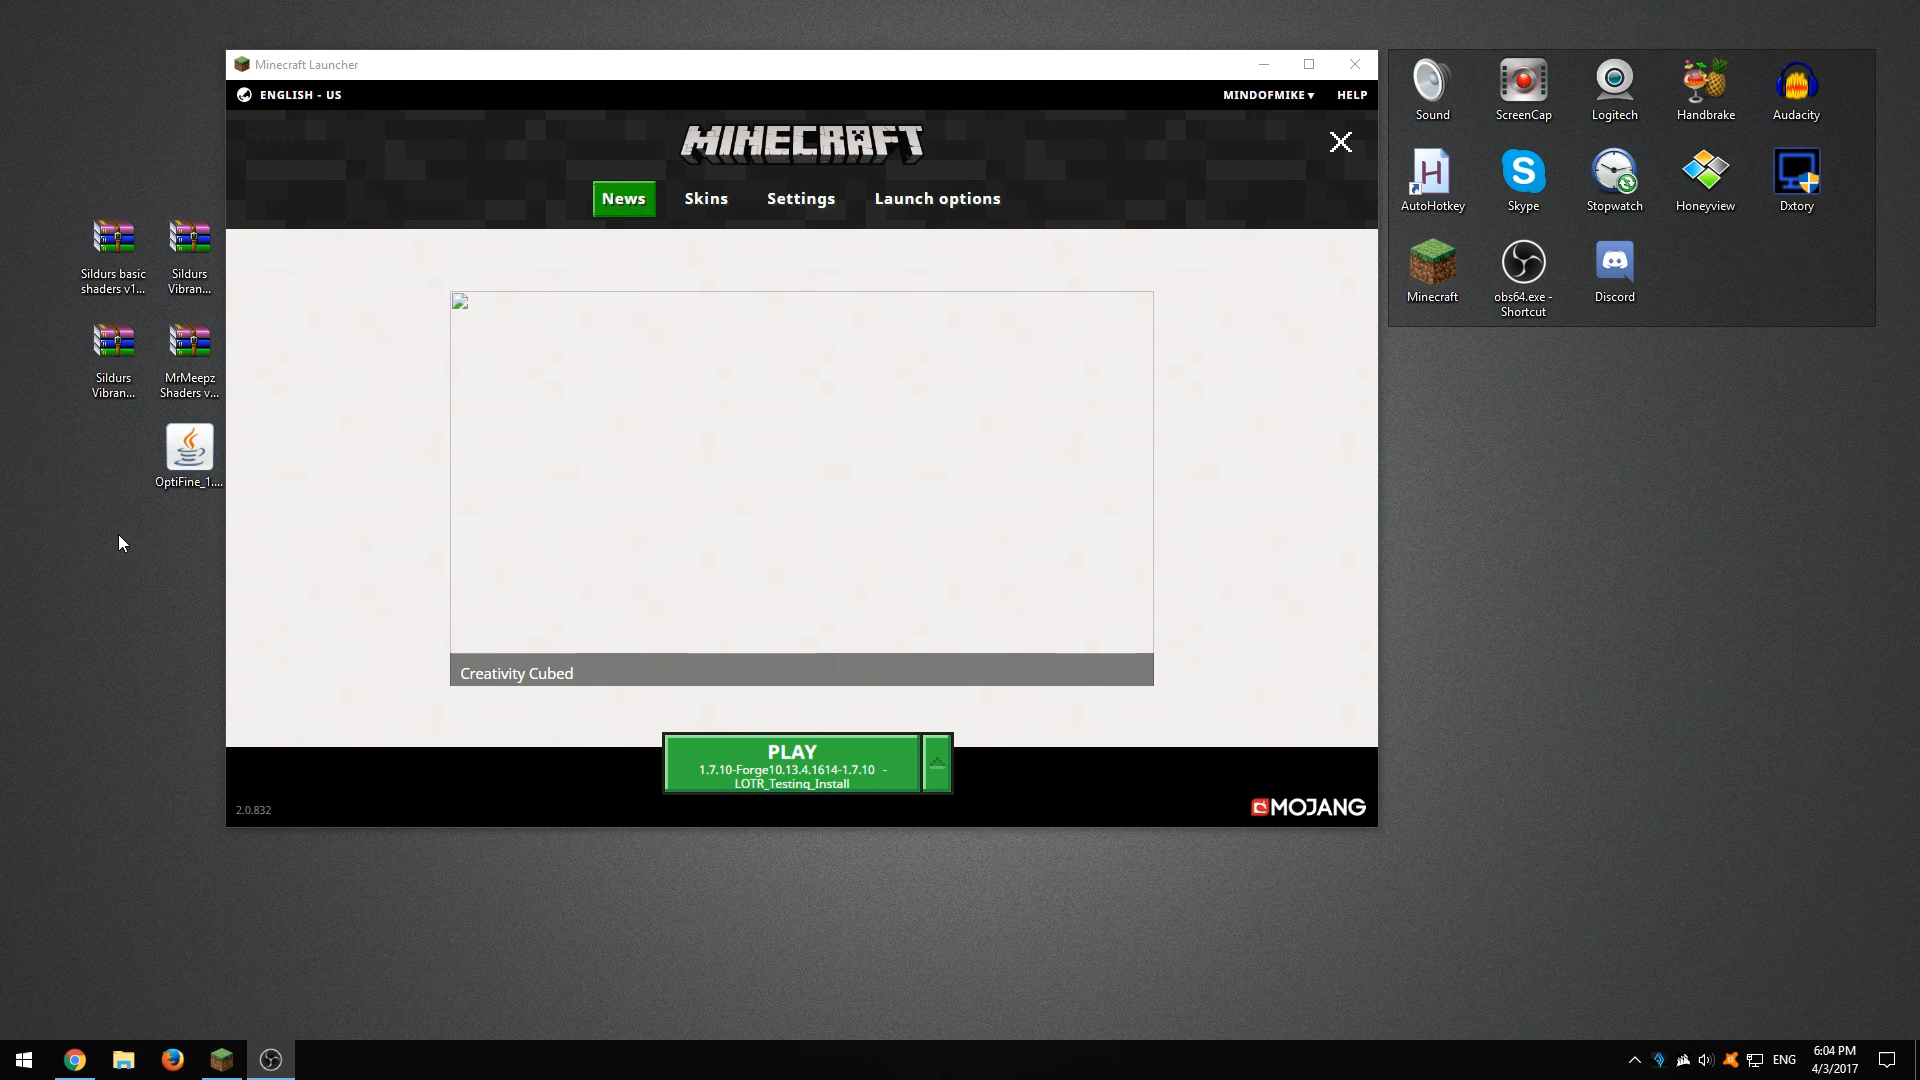 Minecraft Launcher
ENGLISH - US
MINDOFMIKE ▾
HELP
MINECRAFT
News
Skins
Settings
Launch options
Creativity Cubed
PLAY
1.7.10-Forge10.13.4.1614-1.7.10 -
LOTR_Testing_Install
2.0.832
MOJANG
Sildurs basic
shaders v1...
Sildurs
Vibran...
Sildurs
Vibran...
MrMeepz
Shaders v...
OptiFine_1....
Sound
ScreenCap
Logitech
Handbrake
Audacity
AutoHotkey
Skype
Stopwatch
Honeyview
Dxtory
Minecraft
obs64.exe -
Shortcut
Discord
ENG
6:04 PM
4/3/2017